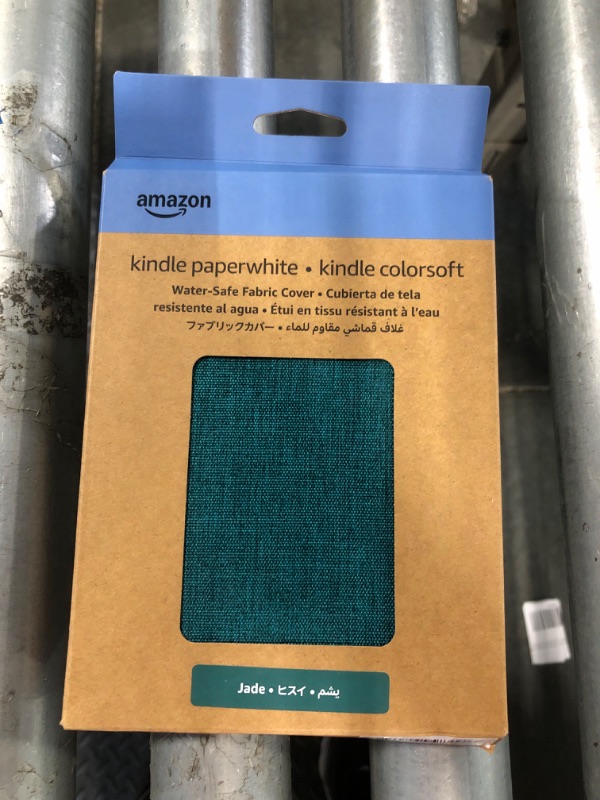 amazon
kindle paperwhite • kindle colorsoft
Water-Safe Fabric Cover • Cubierta de tela
resistente al agua • Étui en tissu résistant à l'eau
ファブリックカバー • غلاف قماشي مقاوم للماء
Jade • ヒスイ • يشم